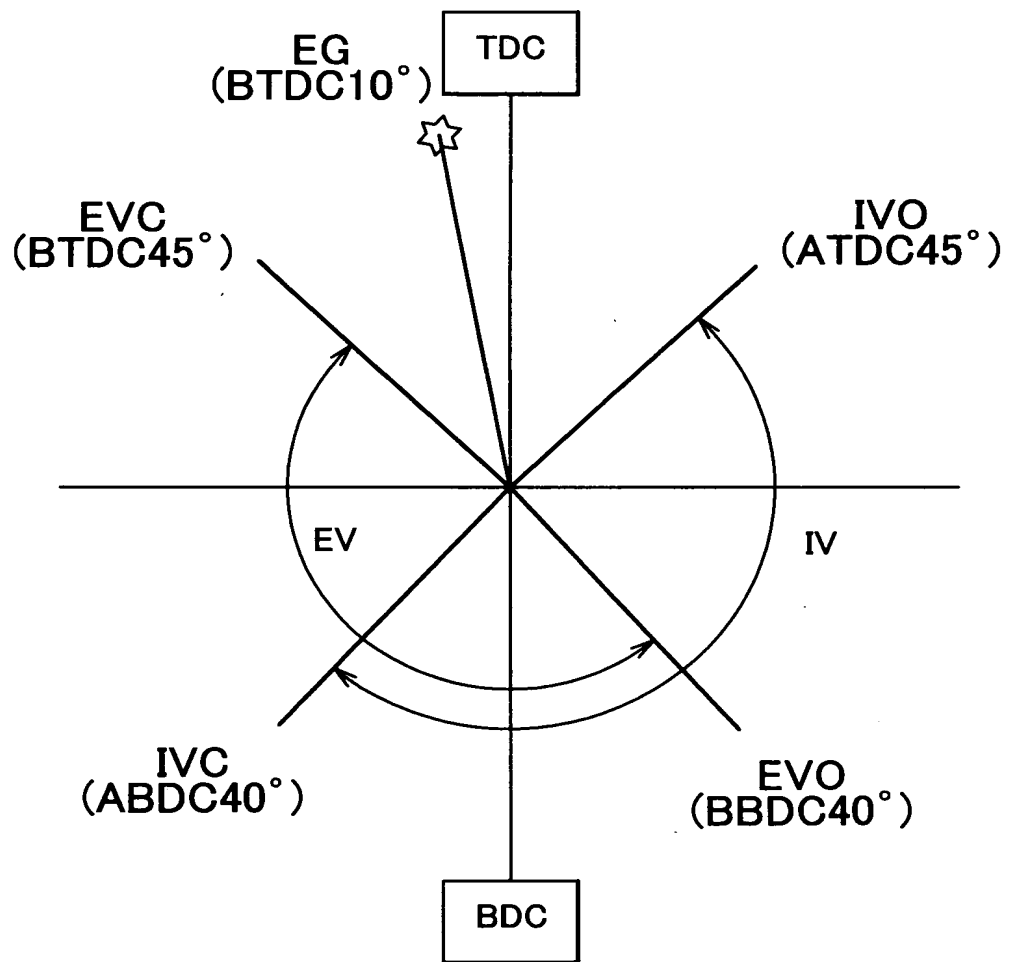 TDC
EG
(BTDC10°)
EVC
(BTDC45°)
IVO
(ATDC45°)
EV
IV
IVC
(ABDC40°)
EVO
(BBDC40°)
BDC